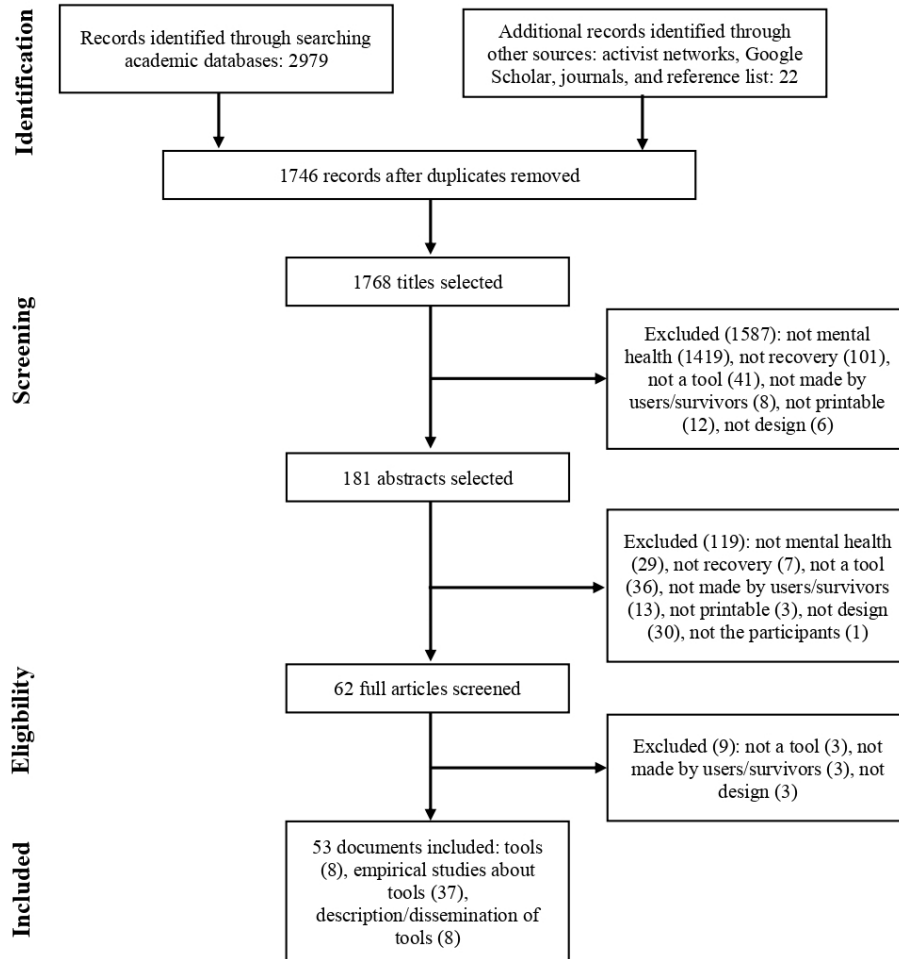 Identification
Records identified through searching
academic databases: 2979
Additional records identified through
other sources: activist networks, Google
Scholar, journals, and reference list: 22
1746 records after duplicates removed
Screening
1768 titles selected
Excluded (1587): not mental
health (1419), not recovery (101),
not a tool (41), not made by
users/survivors (8), not printable
(12), not design (6)
181 abstracts selected
Excluded (119): not mental health
(29), not recovery (7), not a tool
(36), not made by users/survivors
(13), not printable (3), not design
(30), not the participants (1)
Eligibility
62 full articles screened
Excluded (9): not a tool (3), not
made by users/survivors (3), not
design (3)
Included
53 documents included: tools
(8), empirical studies about
tools (37),
description/dissemination of
tools (8)